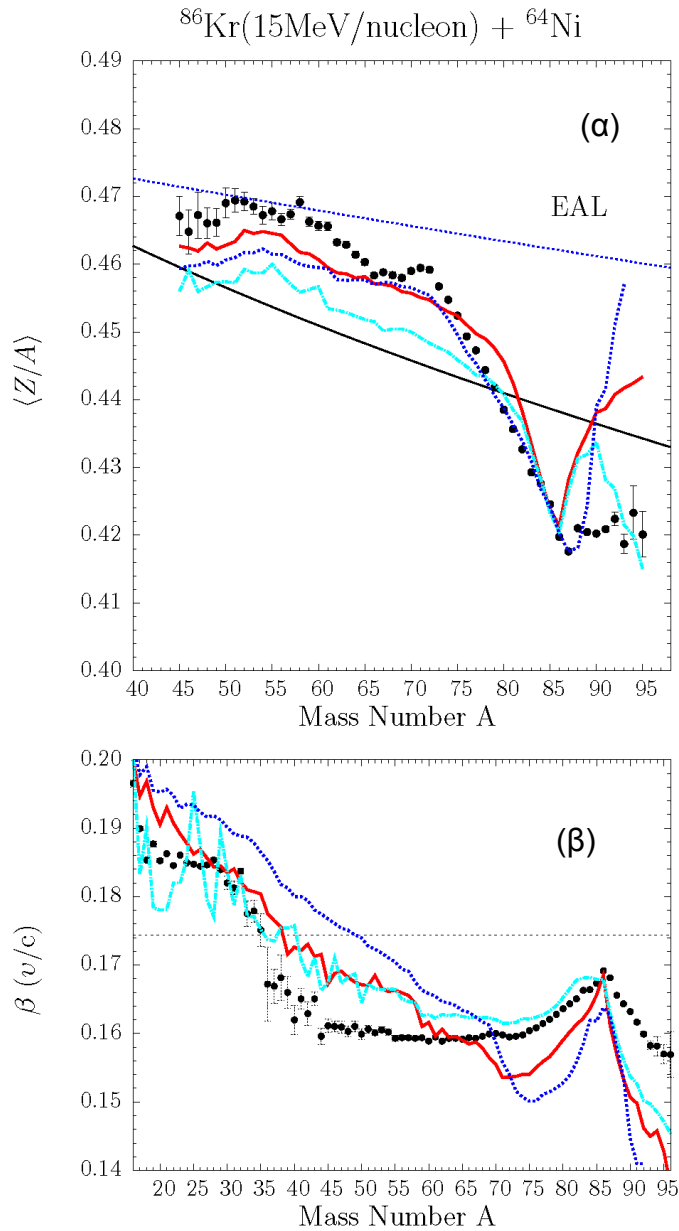 ⁸⁶Kr(15MeV/nucleon) + ⁶⁴Ni
0.49
0.48
0.47
0.46
0.45
0.44
0.43
0.42
0.41
0.40
⟨Z/A⟩
(α)
EAL
40 45 50 55 60 65 70 75 80 85 90 95
Mass Number A
0.20
0.19
0.18
0.17
0.16
0.15
0.14
β (υ/c)
(β)
20 25 30 35 40 45 50 55 60 65 70 75 80 85 90 95
Mass Number A